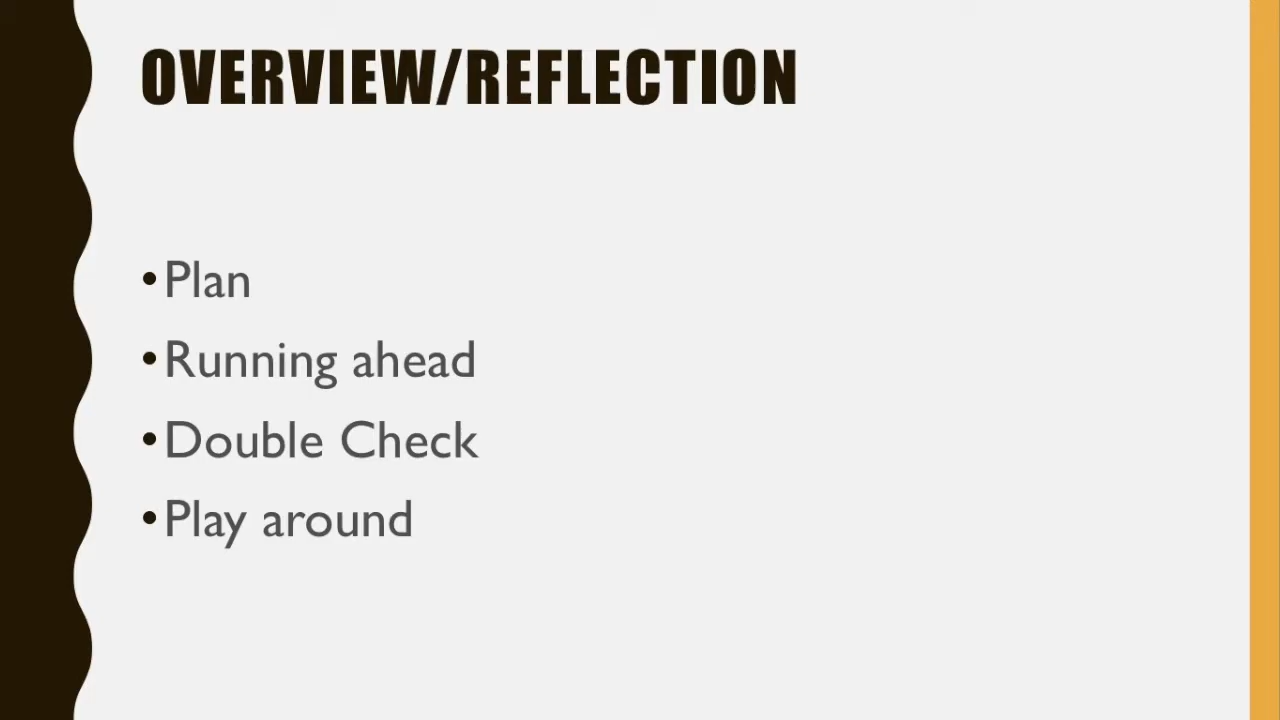 OVERVIEW/REFLECTION
•Plan
•Running ahead
•Double Check
•Play around